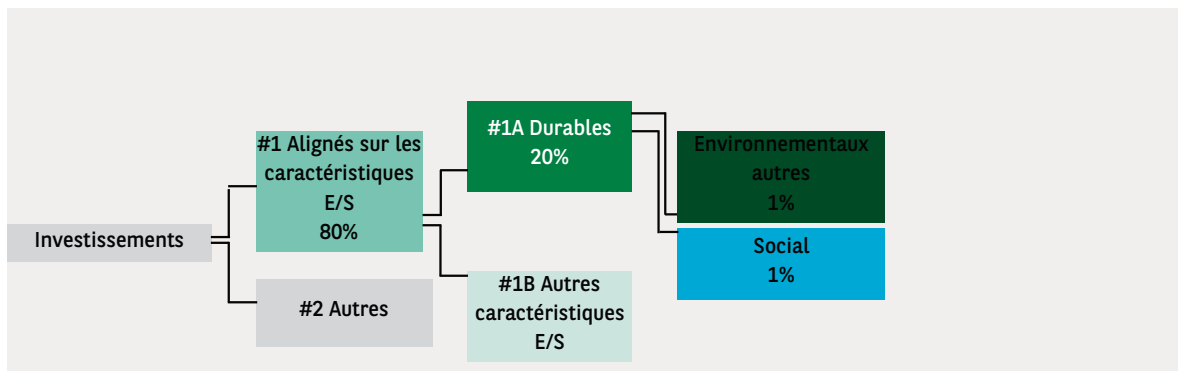 Investissements
#1 Alignés sur les
caractéristiques
E/S
80%
#2 Autres
#1A Durables
20%
#1B Autres
caractéristiques
E/S
Environnementaux
autres
1%
Social
1%